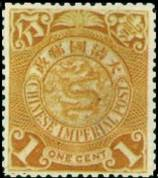 大清國郵政
CHINESE IMPERIAL POST
ONE CENT
1 1